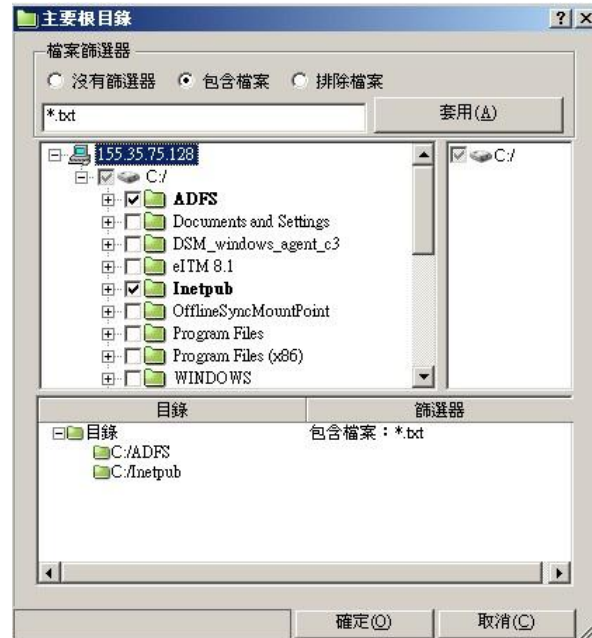 主要根目錄
檔案篩選器
沒有篩選器 包含檔案 排除檔案
*.txt 套用(A)
155.35.75.128 C:/
C:/
ADFS
Documents and Settings
DSM_windows_agent_c3
eITM 8.1
Inetpub
OfflineSyncMountPoint
Program Files
Program Files (x86)
WINDOWS
目錄 篩選器
目錄 包含檔案：*.txt
C:/ADFS
C:/Inetpub
確定(O) 取消(C)